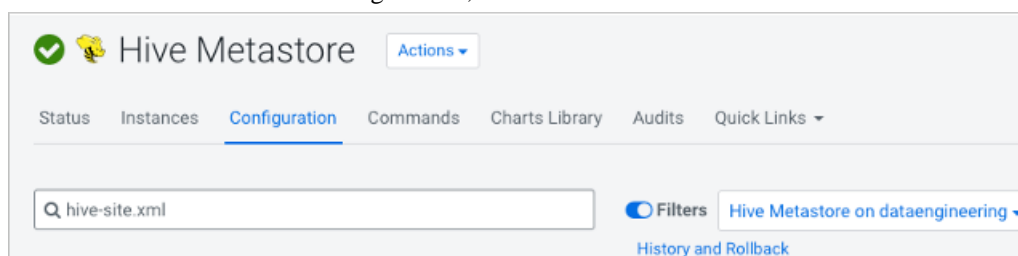 Hive Metastore Actions
Status Instances Configuration Commands Charts Library Audits Quick Links
hive-site.xml Filters Hive Metastore on dataengineering
History and Rollback